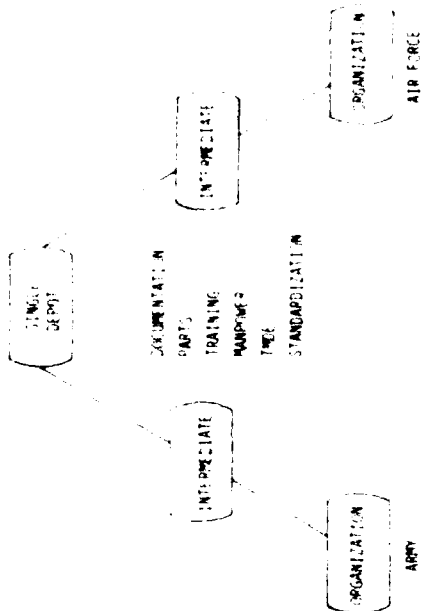 SINGLE
DEPOT
INTERMEDIATE
INTERMEDIATE
DOCUMENTATION
PARTS
TRAINING
MANPOWER
TMDE
STANDARDIZATION
ORGANIZATION
ORGANIZATION
ARMY
AIR FORCE